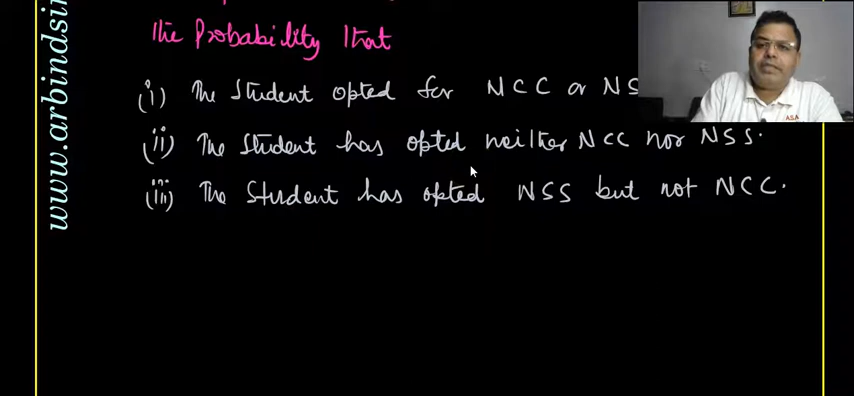 the Probability that
(i) The Student opted for NCC or NS
(ii) The Student has opted neither NCC nor NSS.
(iii) The Student has opted NSS but not NCC.
www.arbindsin
ASA